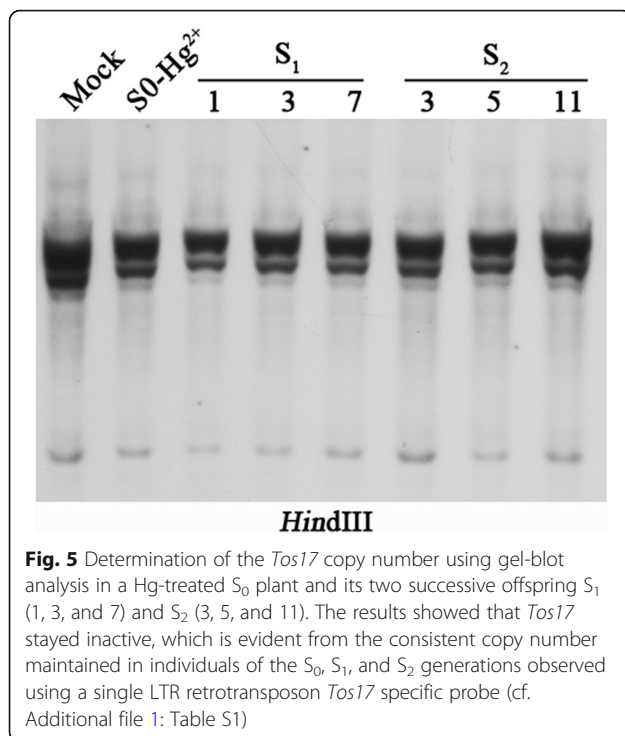 Mock S0-Hg²⁺ S₁ S₂
1 3 7 3 5 11
HindIII
Fig. 5 Determination of the Tos17 copy number using gel-blot
analysis in a Hg-treated S₀ plant and its two successive offspring S₁
(1, 3, and 7) and S₂ (3, 5, and 11). The results showed that Tos17
stayed inactive, which is evident from the consistent copy number
maintained in individuals of the S₀, S₁, and S₂ generations observed
using a single LTR retrotransposon Tos17 specific probe (cf.
Additional file 1: Table S1)